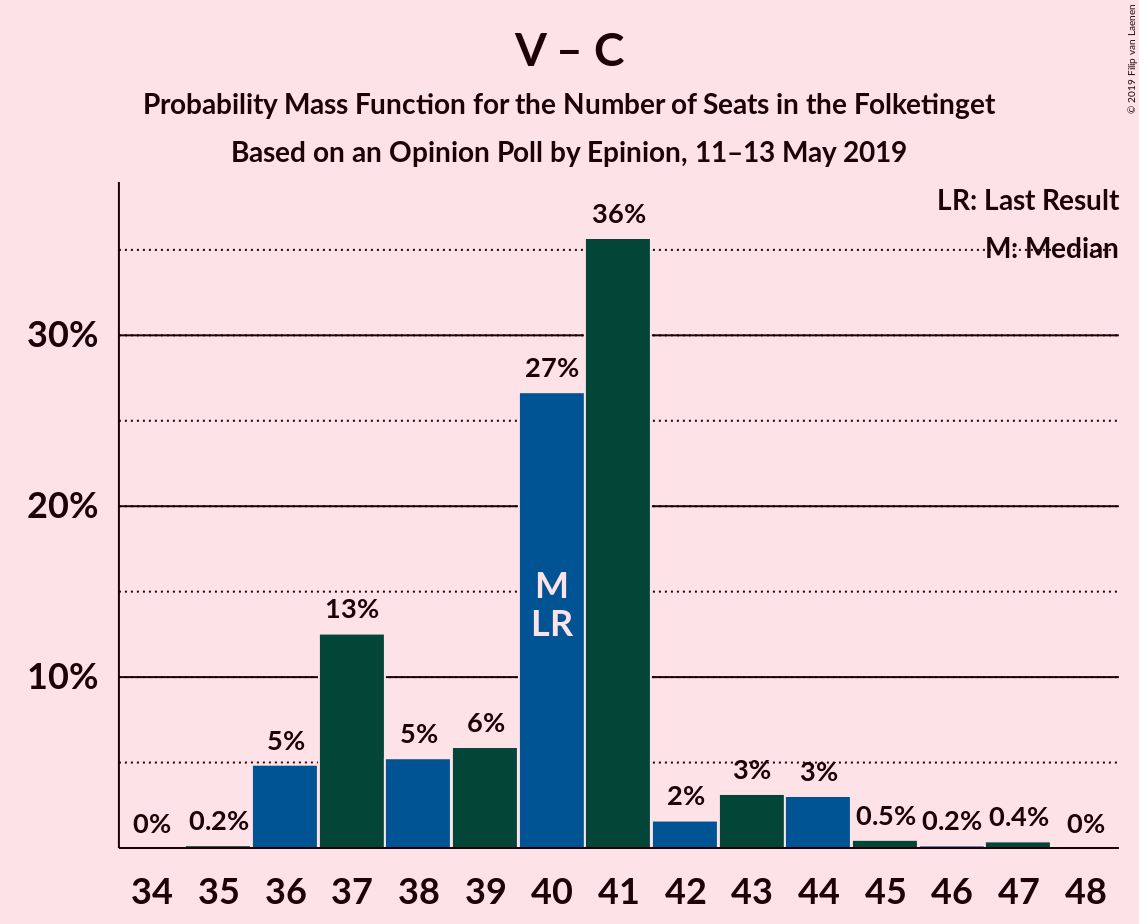 V – C
Probability Mass Function for the Number of Seats in the Folketinget
Based on an Opinion Poll by Epinion, 11–13 May 2019
© 2019 Filip van Laenen
LR: Last Result
M: Median
30%
20%
10%
0%
0.2%
5%
13%
5%
6%
27%
36%
2%
3%
3%
0.5%
0.2%
0.4%
0%
M
LR
34 35 36 37 38 39 40 41 42 43 44 45 46 47 48